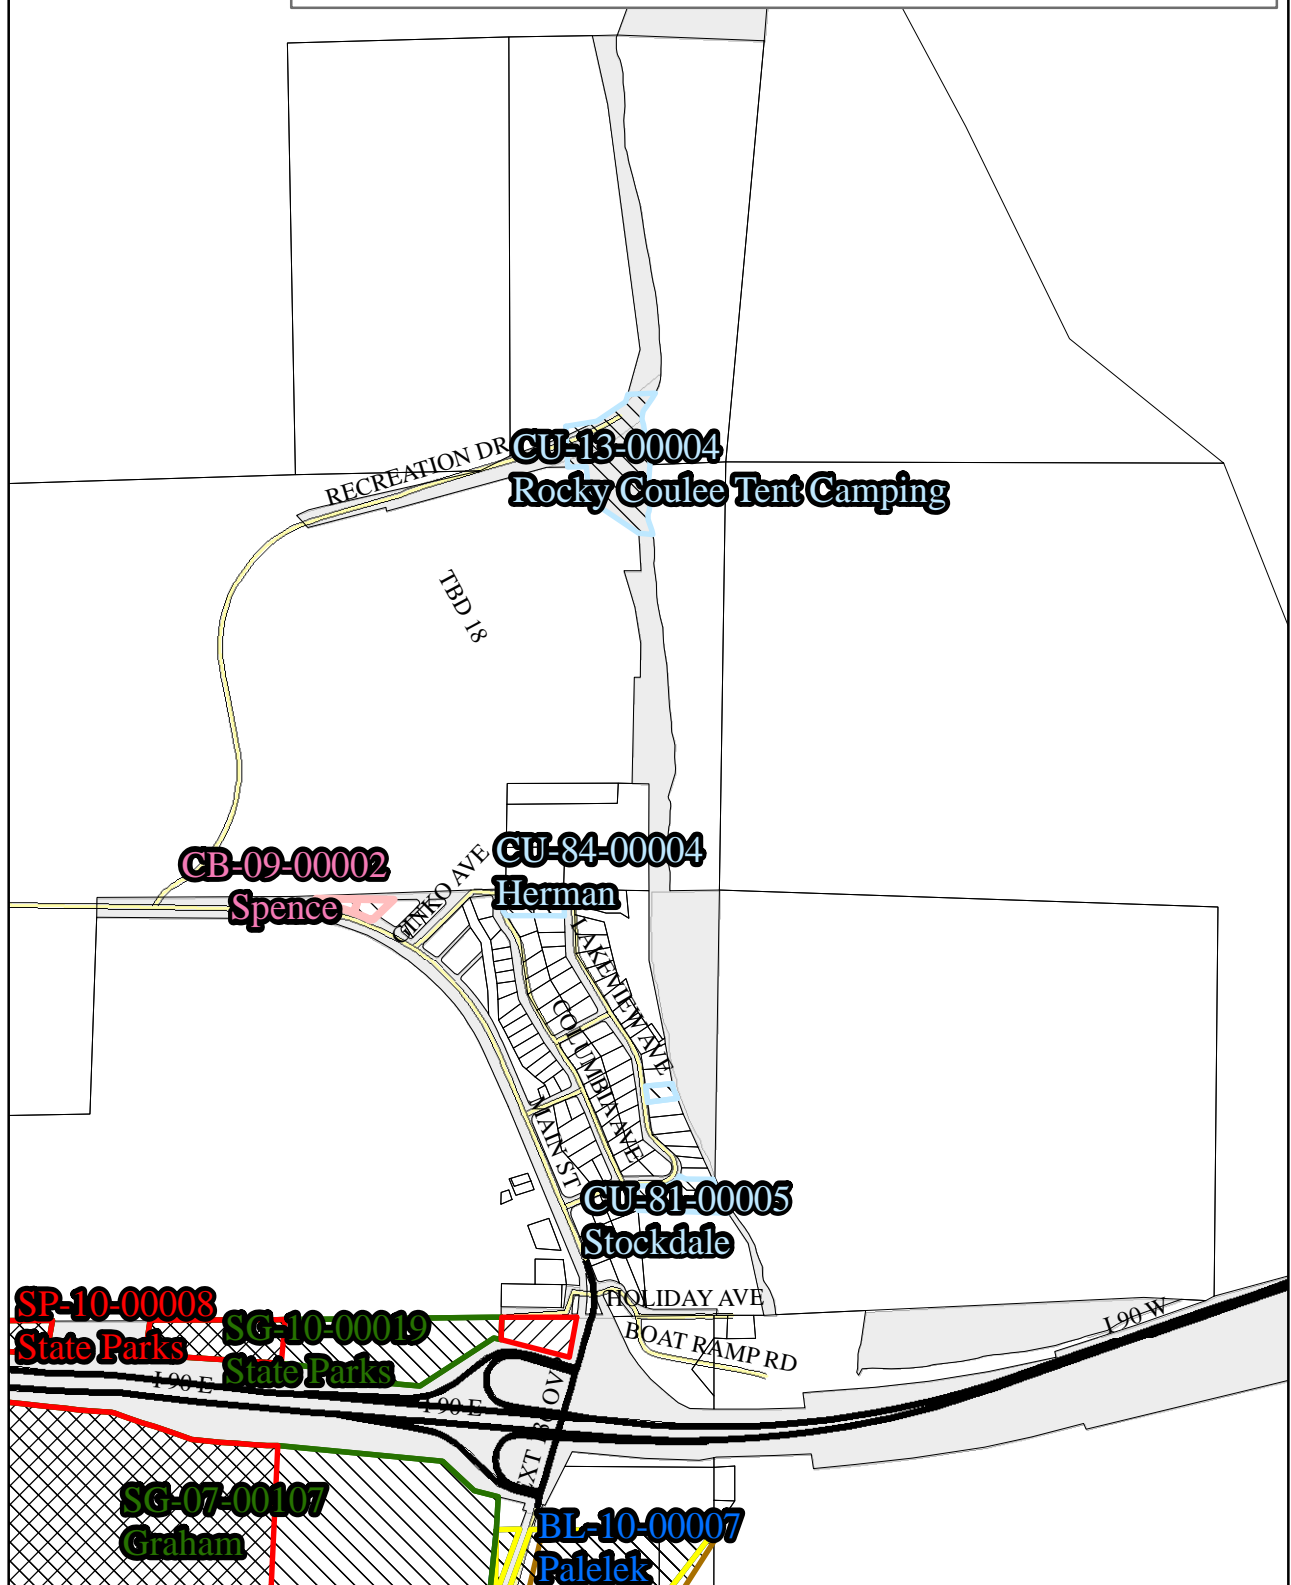 CU-13-00004
RECREATION DR
Rocky Coulee Tent Camping
TBD 18
CU-84-00004
CB-09-00002
Herman
Spence
GINKO AVE
LAKEVIEW AVE
COLUMBIA AVE
MAIN ST
CU-81-00005
Stockdale
HOLIDAY AVE
SP-10-00008
I 90 W
SG-10-00019
BOAT RAMP RD
State Parks
State Parks
I 90 E
I 90 E
SG-07-00107
BL-10-00007
Graham
Palelek